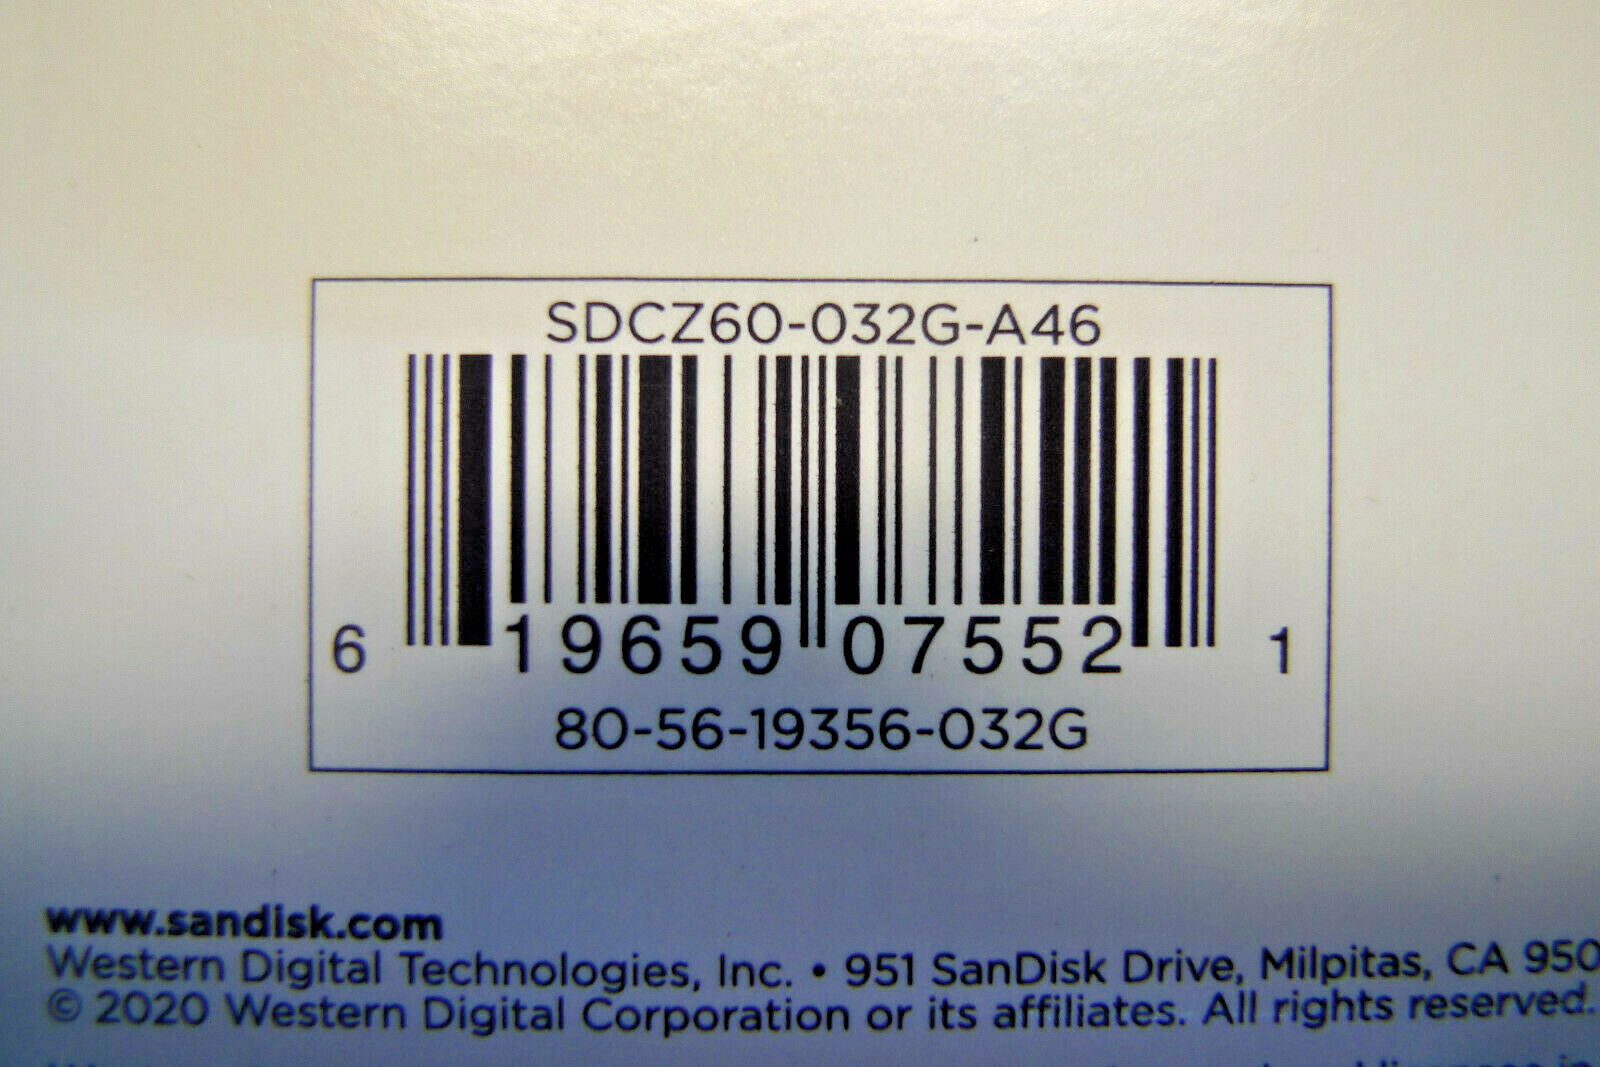 SDCZ60-032G-A46
6 19659 07552 1
80-56-19356-032G
www.sandisk.com
Western Digital Technologies, Inc. • 951 SanDisk Drive, Milpitas, CA 950
© 2020 Western Digital Corporation or its affiliates. All rights reserved.